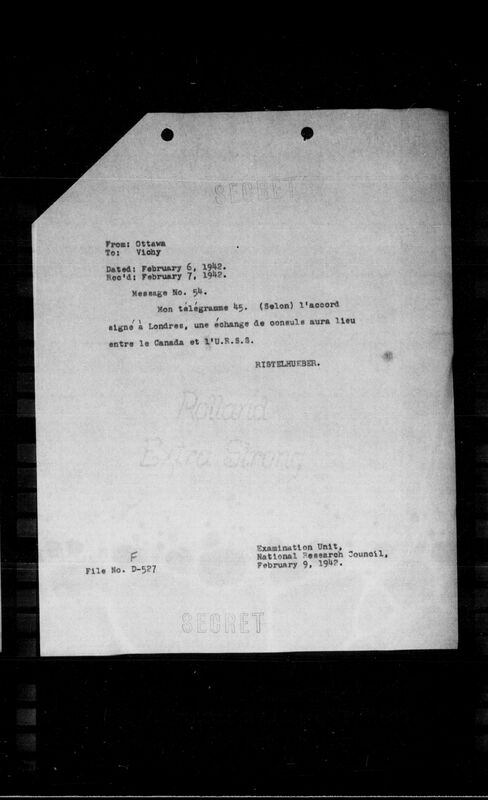 SECRET
From: Ottawa
To: Vichy
Dated: February 6, 1942.
Rec'd: February 7, 1942.
Message No. 54.
Mon télégramme 45. (Selon) l'accord
signé à Londres, une échange de consuls aura lieu
entre le Canada et l'U.R.S.S.
RISTELHUEBER.
Rolland
Extra Strong
Examination Unit,
National Research Council,
February 9, 1942.
F
File No. D-527
SECRET